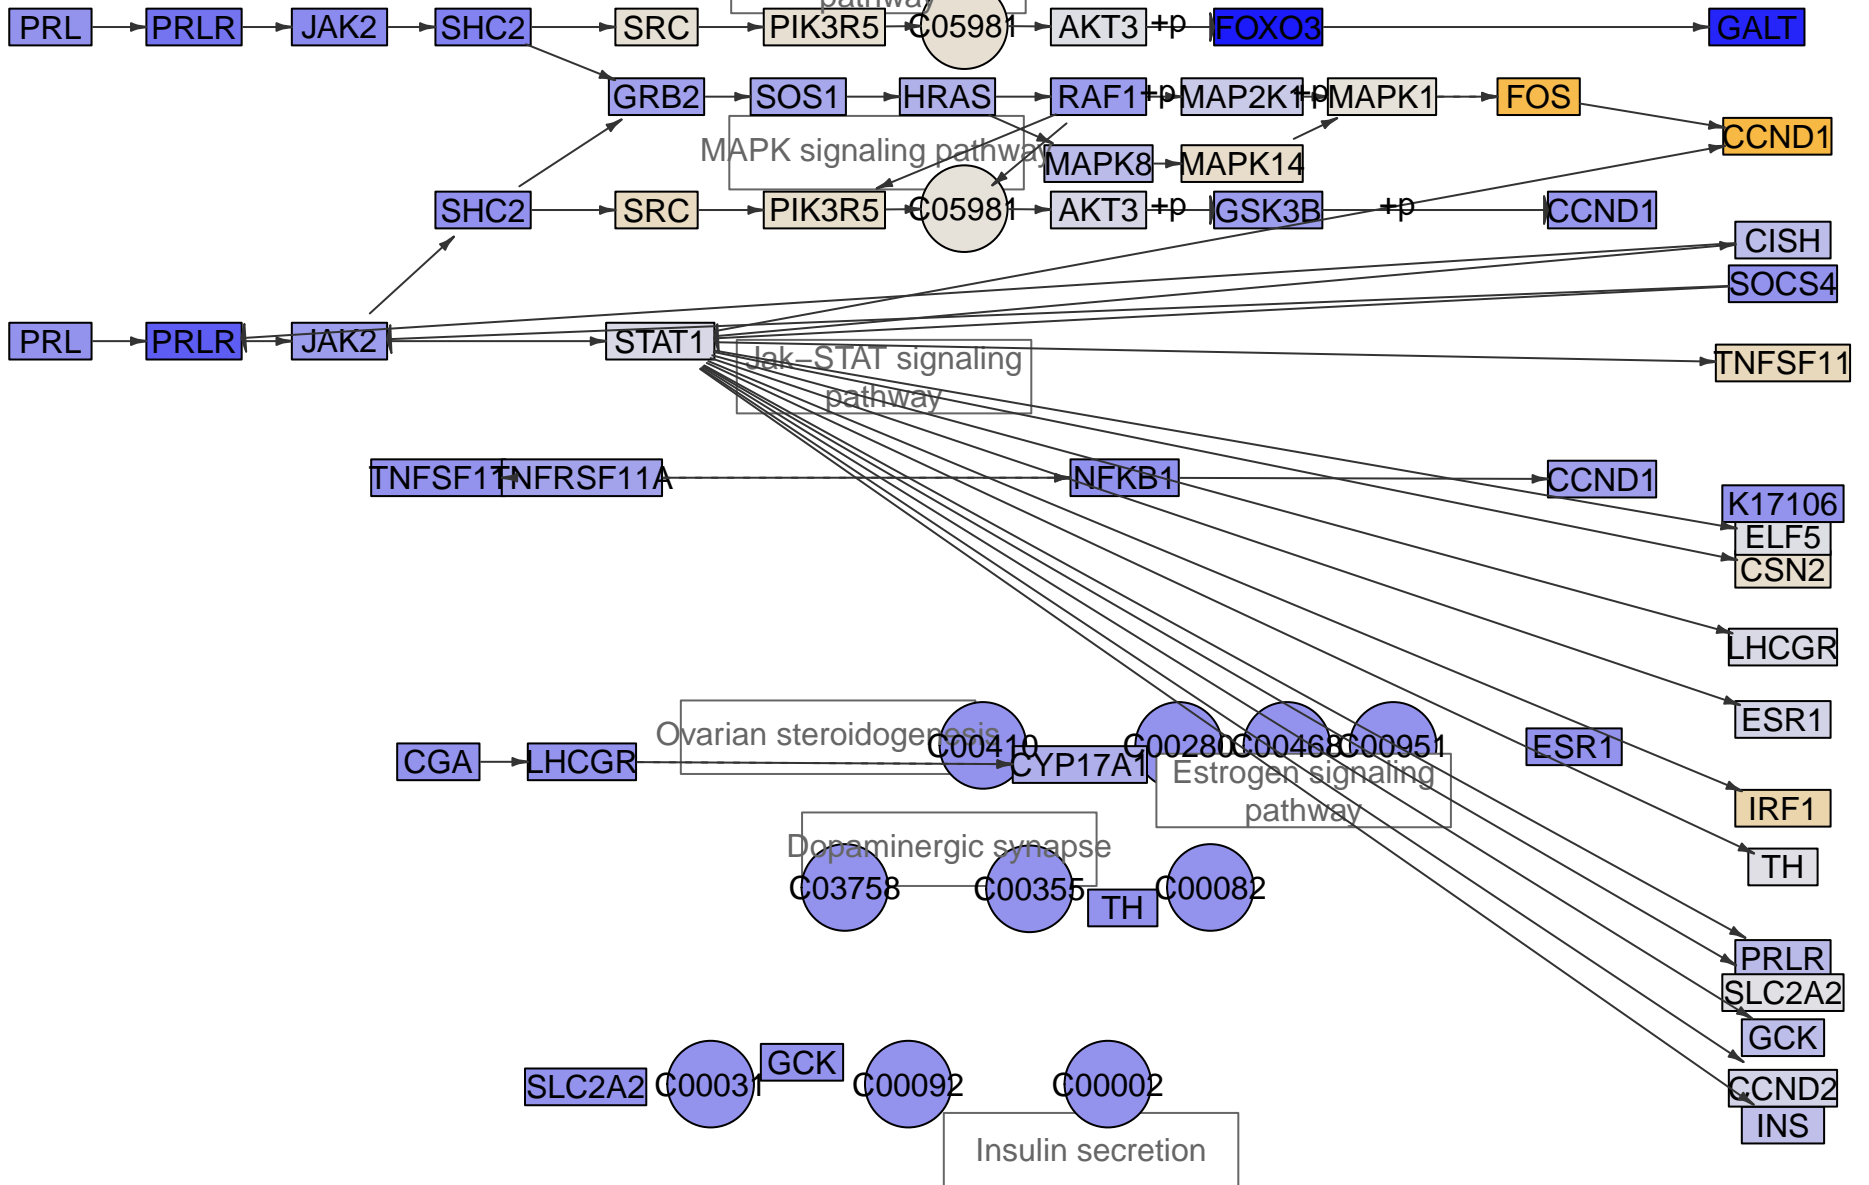 pathway
PRL PRLR JAK2 SHC2 SRC PIK3R5 C05981 AKT3 +p FOXO3 GALT
GRB2 SOS1 HRAS RAF1 +p MAP2K1 +p MAPK1 FOS
CCND1
MAPK signaling pathway
MAPK8 MAPK14
SHC2 SRC PIK3R5 C05981 AKT3 +p GSK3B +p CCND1
CISH
SOCS4
PRL PRLR JAK2 STAT1
Jak–STAT signaling
pathway
TNFSF11
TNFSF11 TNFRSF11A NFKB1 CCND1
K17106
ELF5
CSN2
LHCGR
ESR1
Ovarian steroidogenesis
C00410 C00280 C00468 C00951 ESR1
CGA LHCGR CYP17A1
Estrogen signaling
pathway
IRF1
Dopaminergic synapse
TH
C03758 C00355 TH C00082
PRLR
SLC2A2
GCK
GCK
SLC2A2 C00031 C00092 C00002
CCND2
INS
Insulin secretion